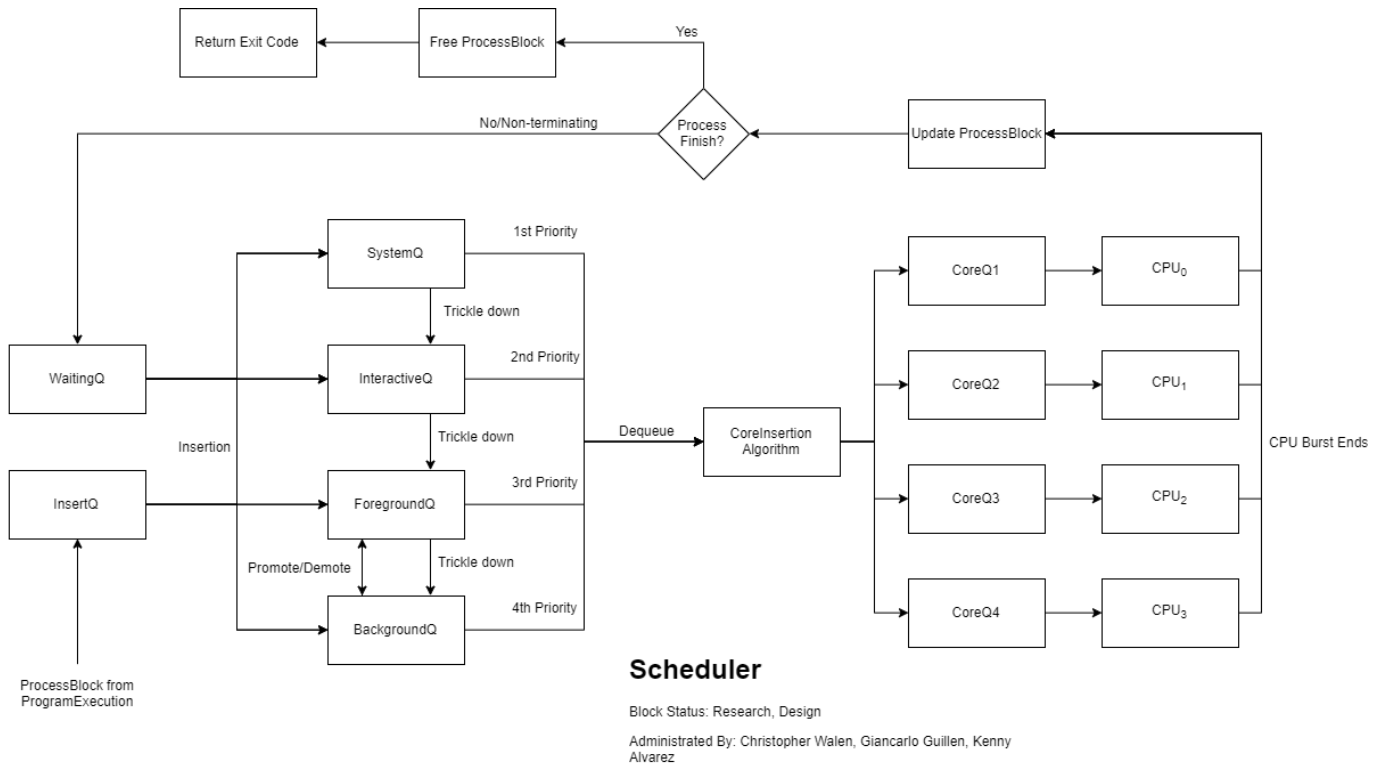 Return Exit Code
Free ProcessBlock
Yes
No/Non-terminating
Process
Finish?
Update ProcessBlock
SystemQ
1st Priority
Trickle down
WaitingQ
InteractiveQ
2nd Priority
Trickle down
Insertion
InsertQ
ForegroundQ
3rd Priority
Promote/Demote
Trickle down
BackgroundQ
4th Priority
ProcessBlock from
ProgramExecution
Dequeue
CoreInsertion
Algorithm
CoreQ1
CPU0
CoreQ2
CPU1
CoreQ3
CPU2
CoreQ4
CPU3
CPU Burst Ends
Scheduler
Block Status: Research, Design
Administrated By: Christopher Walen, Giancarlo Guillen, Kenny
Alvarez